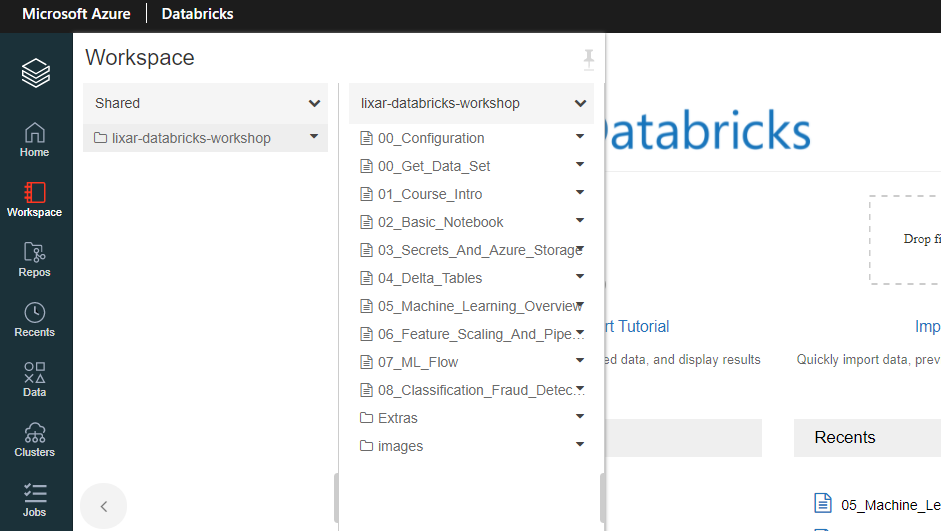 Microsoft Azure
Databricks
Workspace
Shared
lixar-databricks-workshop
lixar-databricks-workshop
00_Configuration
00_Get_Data_Set
01_Course_Intro
02_Basic_Notebook
03_Secrets_And_Azure_Storage
04_Delta_Tables
05_Machine_Learning_Overview
06_Feature_Scaling_And_Pipe...
07_ML_Flow
08_Classification_Fraud_Detec...
Extras
images
Home
Workspace
Repos
Recents
Data
Clusters
Jobs
Databricks
Drop fi
rt Tutorial
ed data, and display results
Imp
Quickly import data, prev
Recents
05_Machine_Le